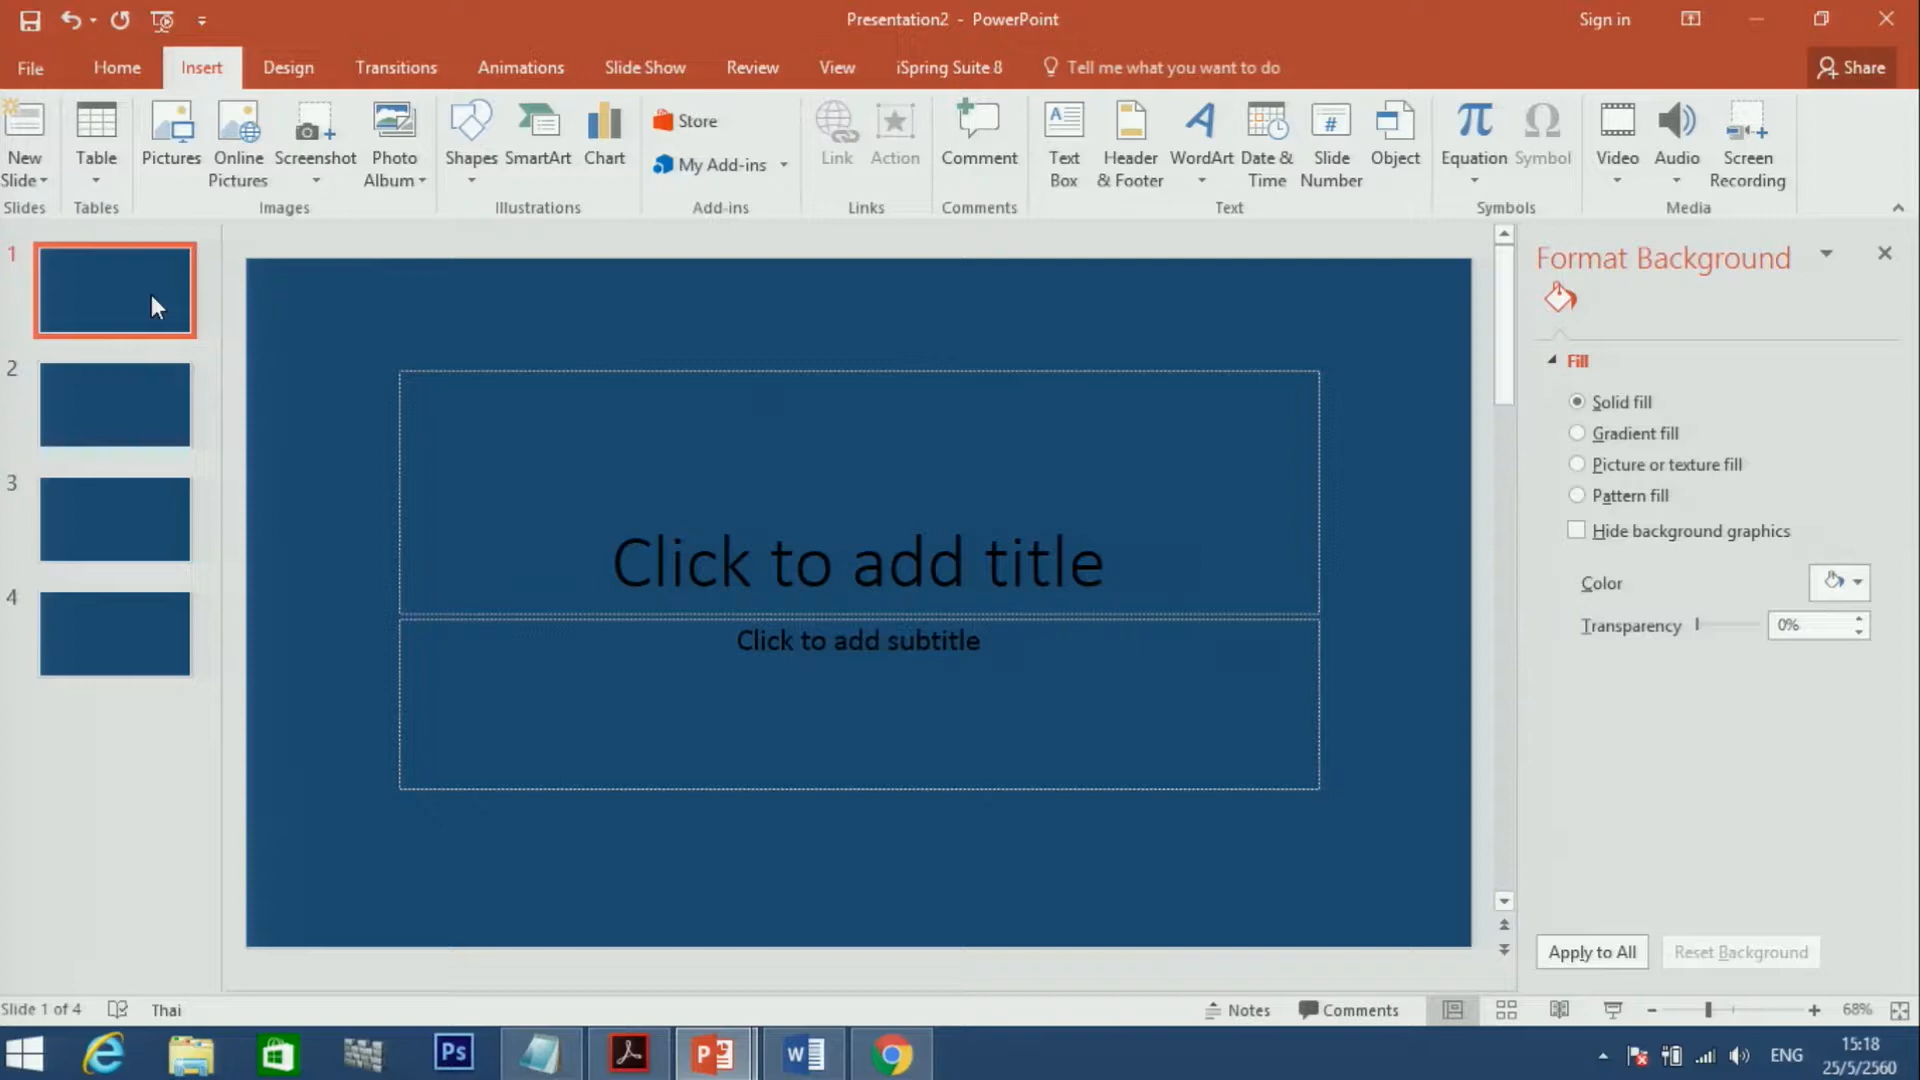 Presentation2 - PowerPoint
Sign in
File
Home
Insert
Design
Transitions
Animations
Slide Show
Review
View
iSpring Suite 8
Tell me what you want to do
Share
New
Slide
Table
Pictures
Online
Pictures
Screenshot
Photo
Album
Shapes
SmartArt
Chart
Store
My Add-ins
Link
Action
Comment
Text
Box
Header
& Footer
WordArt
Date &
Time
Slide
Number
Object
Equation
Symbol
Video
Audio
Screen
Recording
Slides
Tables
Images
Illustrations
Add-ins
Links
Comments
Text
Symbols
Media
1
2
3
4
Click to add title
Click to add subtitle
Format Background
Fill
Solid fill
Gradient fill
Picture or texture fill
Pattern fill
Hide background graphics
Color
Transparency
0%
Apply to All
Reset Background
Slide 1 of 4
Thai
Notes
Comments
68%
Ps
ENG
15:18
25/5/2560